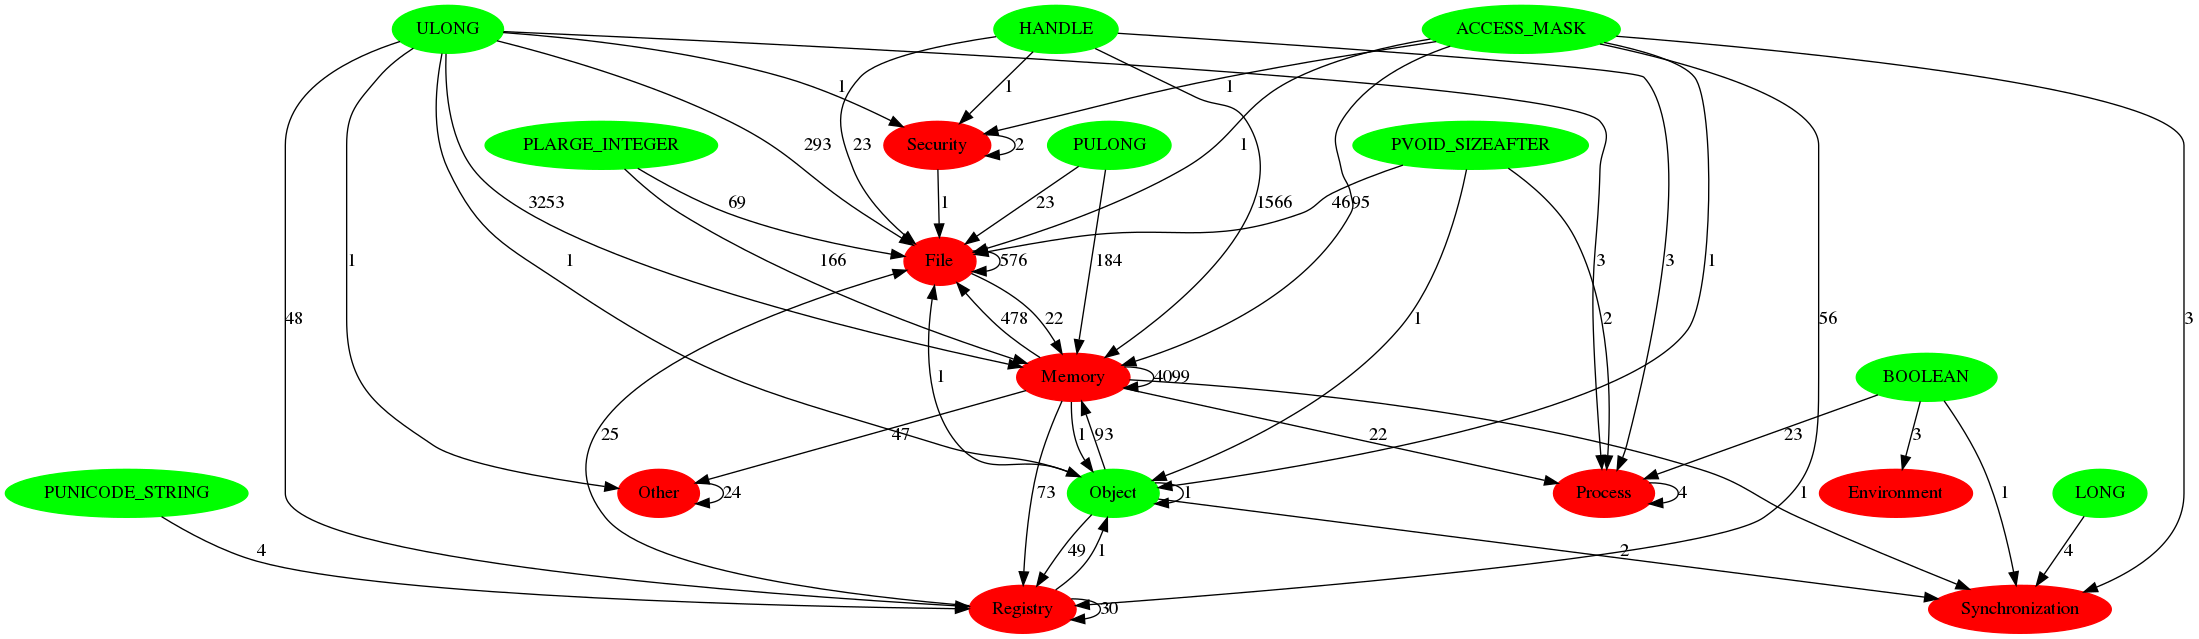 ULONG
HANDLE
ACCESS_MASK
1
1
1
PLARGE_INTEGER
Security
2
PULONG
1
PVOID_SIZEAFTER
3253
69
293
23
1
23
1566
46
95
1
1
166
File
576
184
3
3
1
48
478
22
1
2
56
3
1
Memory
4099
BOOLEAN
25
47
1
93
22
23
3
PUNICODE_STRING
Other
24
73
Object
1
Process
4
1
Environment
1
LONG
4
49
1
2
4
Registry
30
Synchronization